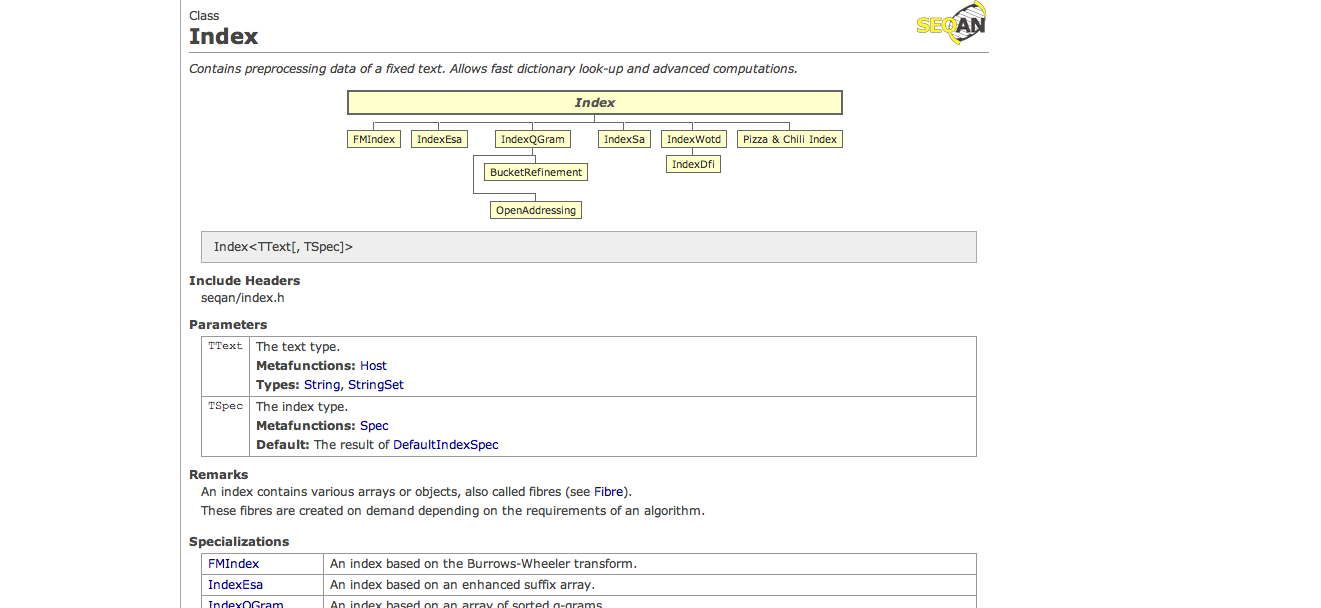 Class
Index
SEQAN
Contains preprocessing data of a fixed text. Allows fast dictionary look-up and advanced computations.
Index
FMIndex IndexEsa IndexQGram IndexSa IndexWotd Pizza & Chili Index
BucketRefinement IndexDfi
OpenAddressing
Index<TText[, TSpec]>
Include Headers
seqan/index.h
Parameters
TText The text type.
Metafunctions: Host
Types: String, StringSet
TSpec The index type.
Metafunctions: Spec
Default: The result of DefaultIndexSpec
Remarks
An index contains various arrays or objects, also called fibres (see Fibre).
These fibres are created on demand depending on the requirements of an algorithm.
Specializations
FMIndex An index based on the Burrows-Wheeler transform.
IndexEsa An index based on an enhanced suffix array.
IndexQGram An index based on an array of sorted q-grams.